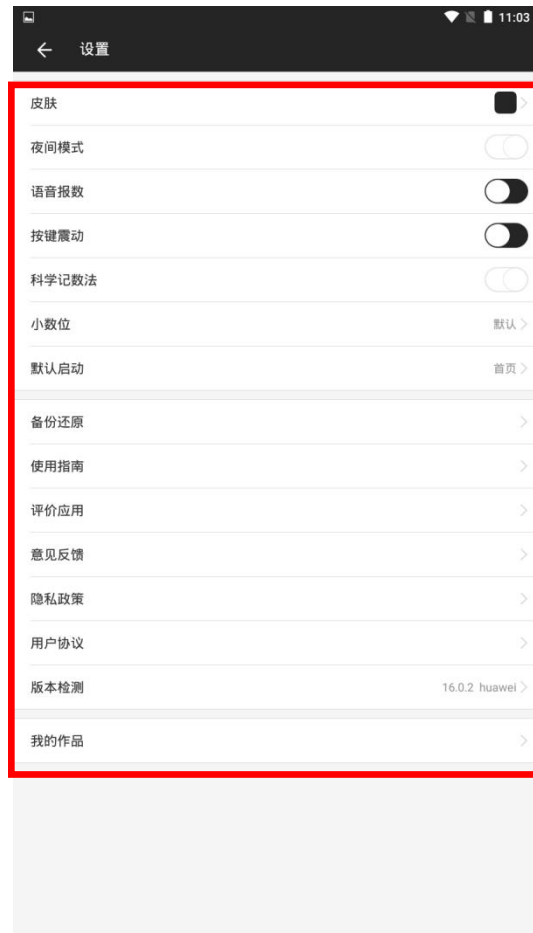 11:03
设置
皮肤
夜间模式
语音报数
按键震动
科学记数法
小数位 默认
默认启动 首页
备份还原
使用指南
评价应用
意见反馈
隐私政策
用户协议
版本检测 16.0.2 huawei
我的作品